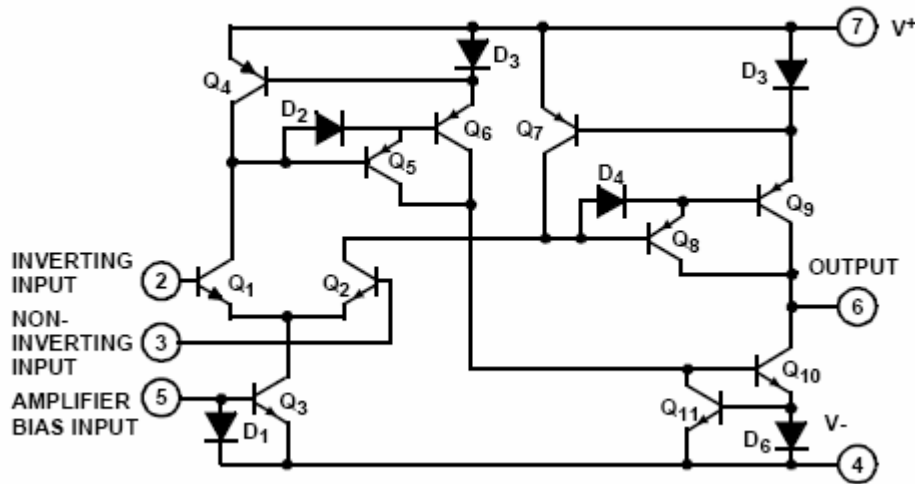 7 V+
D3
D3
Q4
D2
Q6
Q7
Q5
D4
Q9
Q8
INVERTING
INPUT
2
Q1
Q2
OUTPUT
6
NON-
INVERTING
INPUT
3
Q10
AMPLIFIER
BIAS INPUT
5
Q3
Q11
V-
D1
D6
4